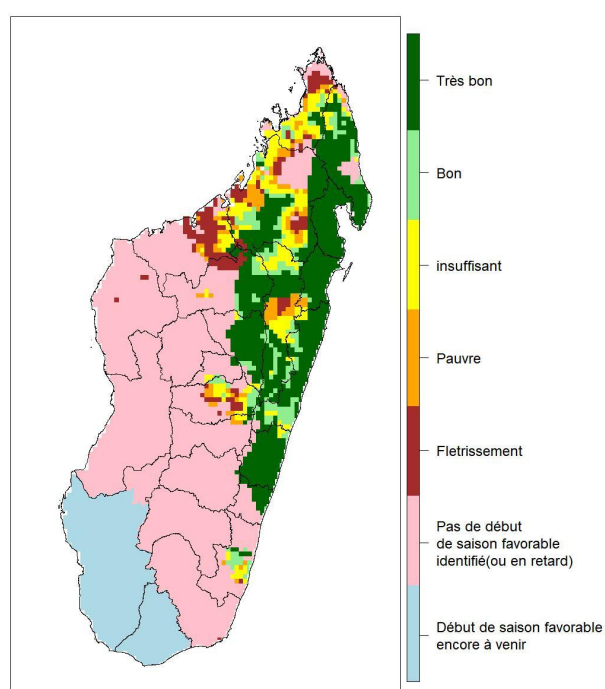 Très bon
Bon
insuffisant
Pauvre
Fletrissement
Pas de début
de saison favorable
identifié(ou en retard)
Début de saison favorable
encore à venir